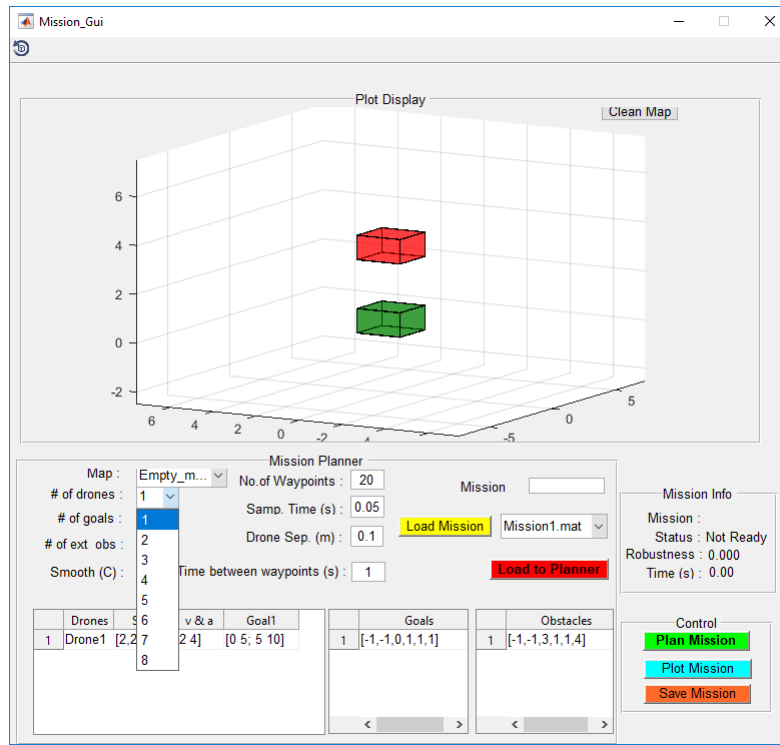 Mission_Gui
Plot Display
Clean Map
6
4
2
0
-2
6
4
2
0
-2
-5
0
5
Mission Planner
Map :
Empty_m...
No.of Waypoints :
20
Mission
# of drones :
1
Samp. Time (s) :
0.05
# of goals :
Load Mission
Mission1.mat
# of ext obs
Drone Sep. (m) :
0.1
Smooth (C) :
Time between waypoints (s) :
1
Load to Planner
1
2
3
4
5
6
7
8
Mission Info
Mission :
Status : Not Ready
Robustness : 0.000
Time (s) : 0.00
Drones
v & a
Goal1
1
Drone1
[2,2
2 4]
[0 5; 5 10]
Goals
1
[-1,-1,0,1,1,1]
Obstacles
1
[-1,-1,3,1,1,4]
Control
Plan Mission
Plot Mission
Save Mission